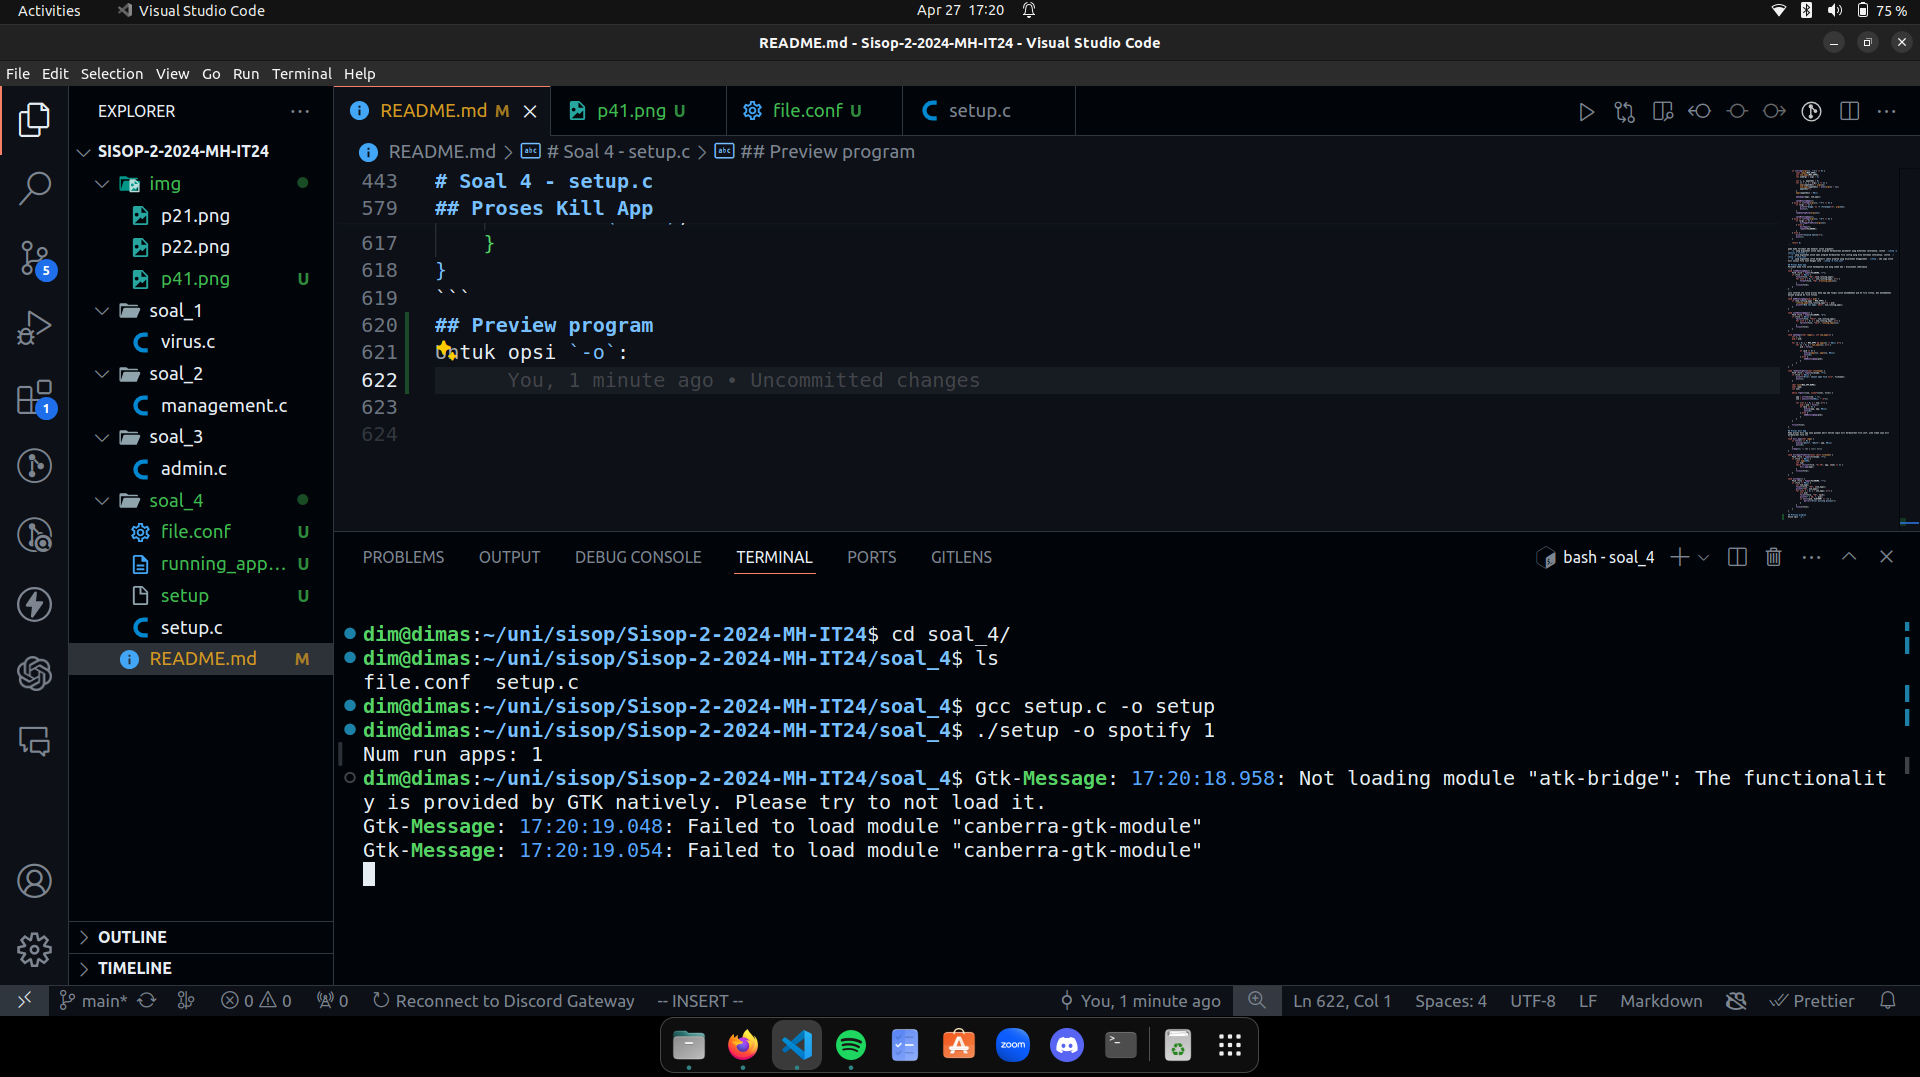 Activities
Visual Studio Code
Apr 27 17:20
75 %
README.md - Sisop-2-2024-MH-IT24 - Visual Studio Code
File Edit Selection View Go Run Terminal Help
EXPLORER
README.md M
p41.png U
file.conf U
setup.c
SISOP-2-2024-MH-IT24
README.md > # Soal 4 - setup.c > ## Preview program
img
p21.png
p22.png
p41.png U
soal_1
virus.c
soal_2
management.c
soal_3
admin.c
soal_4
file.conf U
running_app... U
setup U
setup.c
README.md M
OUTLINE
TIMELINE
5
1
443 # Soal 4 - setup.c
579 ## Proses Kill App
617 }
618 }
619 ```
620 ## Preview program
621 untuk opsi `-o`:
622 You, 1 minute ago • Uncommitted changes
623
624
PROBLEMS OUTPUT DEBUG CONSOLE TERMINAL PORTS GITLENS
bash - soal_4
dim@dimas:~/uni/sisop/Sisop-2-2024-MH-IT24$ cd soal_4/
dim@dimas:~/uni/sisop/Sisop-2-2024-MH-IT24/soal_4$ ls
file.conf  setup.c
dim@dimas:~/uni/sisop/Sisop-2-2024-MH-IT24/soal_4$ gcc setup.c -o setup
dim@dimas:~/uni/sisop/Sisop-2-2024-MH-IT24/soal_4$ ./setup -o spotify 1
Num run apps: 1
dim@dimas:~/uni/sisop/Sisop-2-2024-MH-IT24/soal_4$ Gtk-Message: 17:20:18.958: Not loading module "atk-bridge": The functionalit
y is provided by GTK natively. Please try to not load it.
Gtk-Message: 17:20:19.048: Failed to load module "canberra-gtk-module"
Gtk-Message: 17:20:19.054: Failed to load module "canberra-gtk-module"
main* 0 0 0 Reconnect to Discord Gateway -- INSERT --
You, 1 minute ago Ln 622, Col 1 Spaces: 4 UTF-8 LF Markdown Prettier
zoom